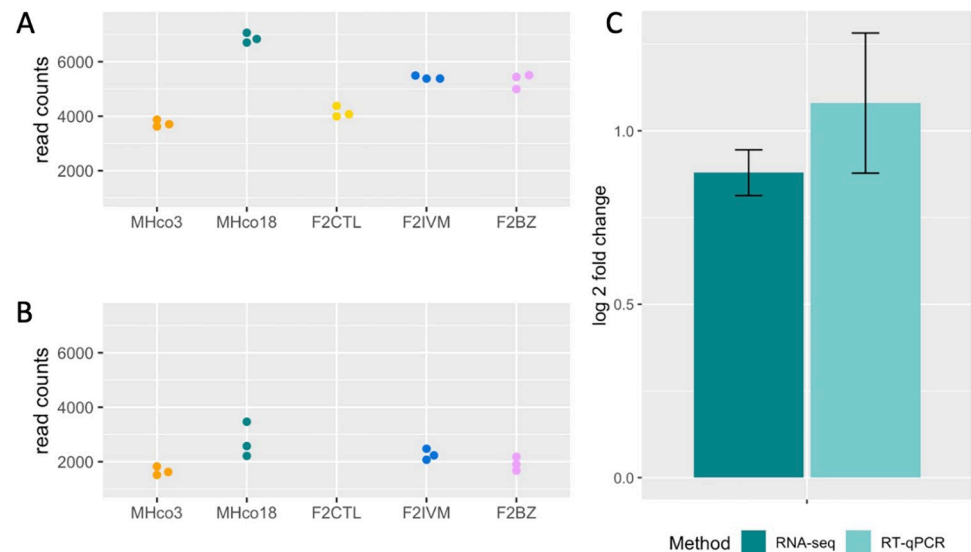 A
read counts
6000
4000
2000
MHco3 MHco18 F2CTL F2IVM F2BZ
B
read counts
6000
4000
2000
MHco3 MHco18 F2CTL F2IVM F2BZ
C
log 2 fold change
1.0
0.5
0.0
Method RNA-seq RT-qPCR